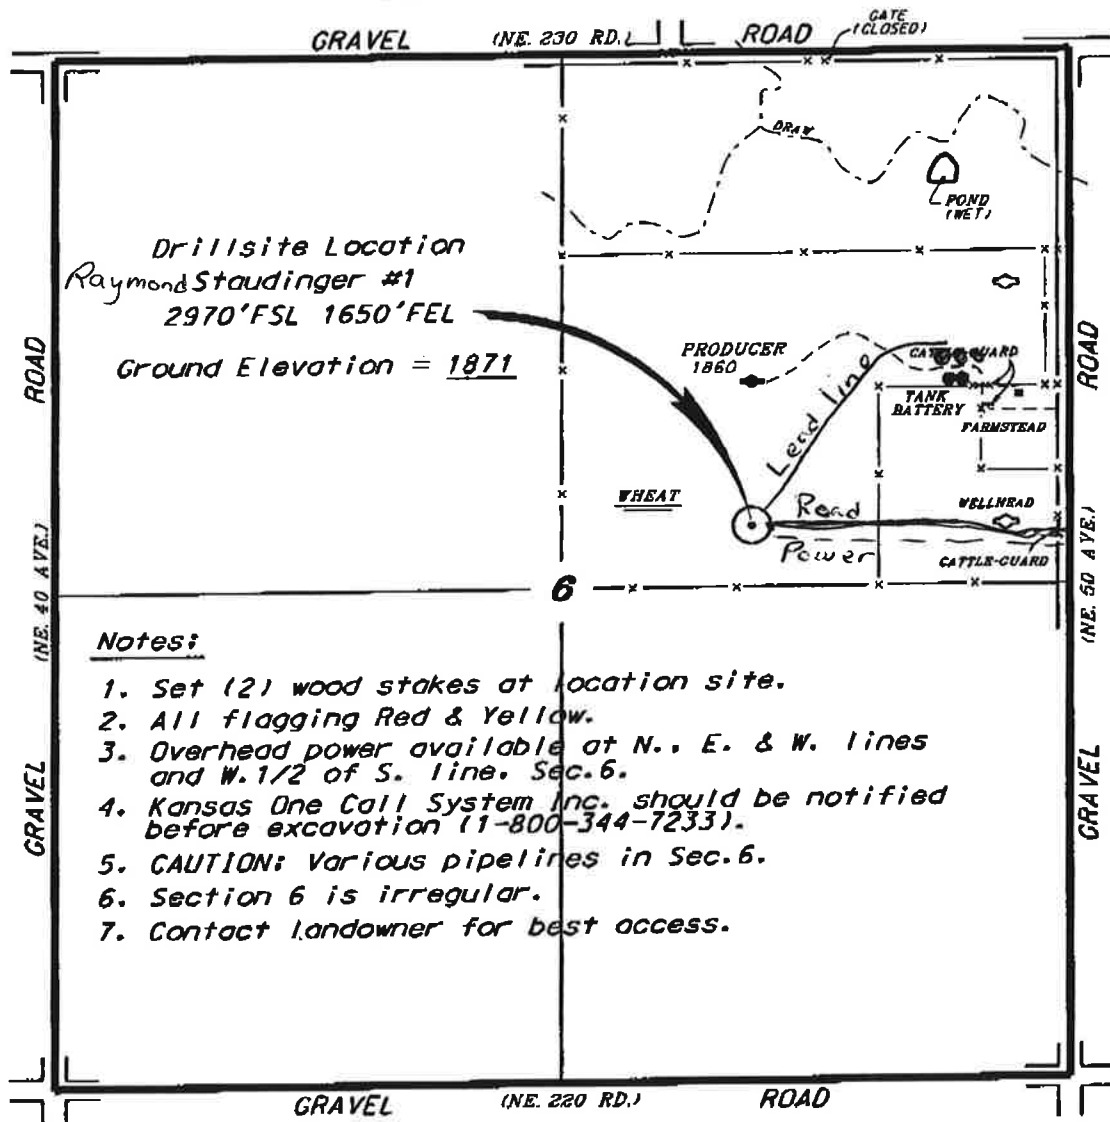 GATE
(CLOSED)
GRAVEL (NE. 230 RD.) ROAD
DRAW
POND
(WET)
Drillsite Location
Raymond Staudinger #1
2970'FSL 1650'FEL
Ground Elevation = 1871
PRODUCER
1860
CATTLE-GUARD
TANK
BATTERY
FARMSTEAD
Lead line
WHEAT
WELLHEAD
Road
Power
CATTLE-GUARD
6
ROAD
(NE. 40 AVE.)
GRAVEL
ROAD
(NE. 50 AVE.)
GRAVEL
Notes:
1. Set (2) wood stakes at location site.
2. All flagging Red & Yellow.
3. Overhead power available at N., E. & W. lines
and W.1/2 of S. line. Sec.6.
4. Kansas One Call System Inc. should be notified
before excavation (1-800-344-7233).
5. CAUTION: Various pipelines in Sec.6.
6. Section 6 is irregular.
7. Contact landowner for best access.
GRAVEL (NE. 220 RD.) ROAD